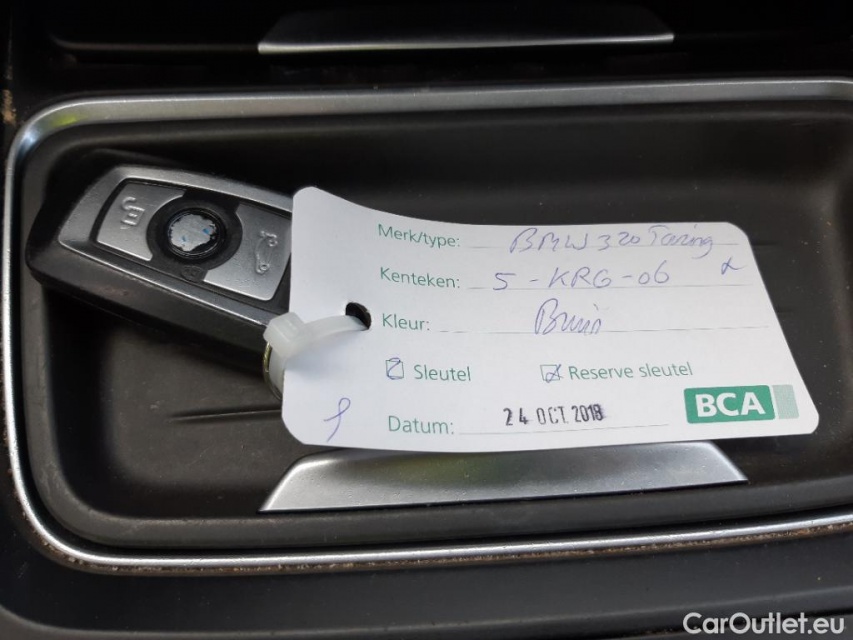 Merk/type: BMW 320 Touring
Kenteken: 5-KRG-06
Kleur: Bruin
Sleutel Reserve sleutel
Datum: 24 OCT. 2018
BCA
CarOutlet.eu